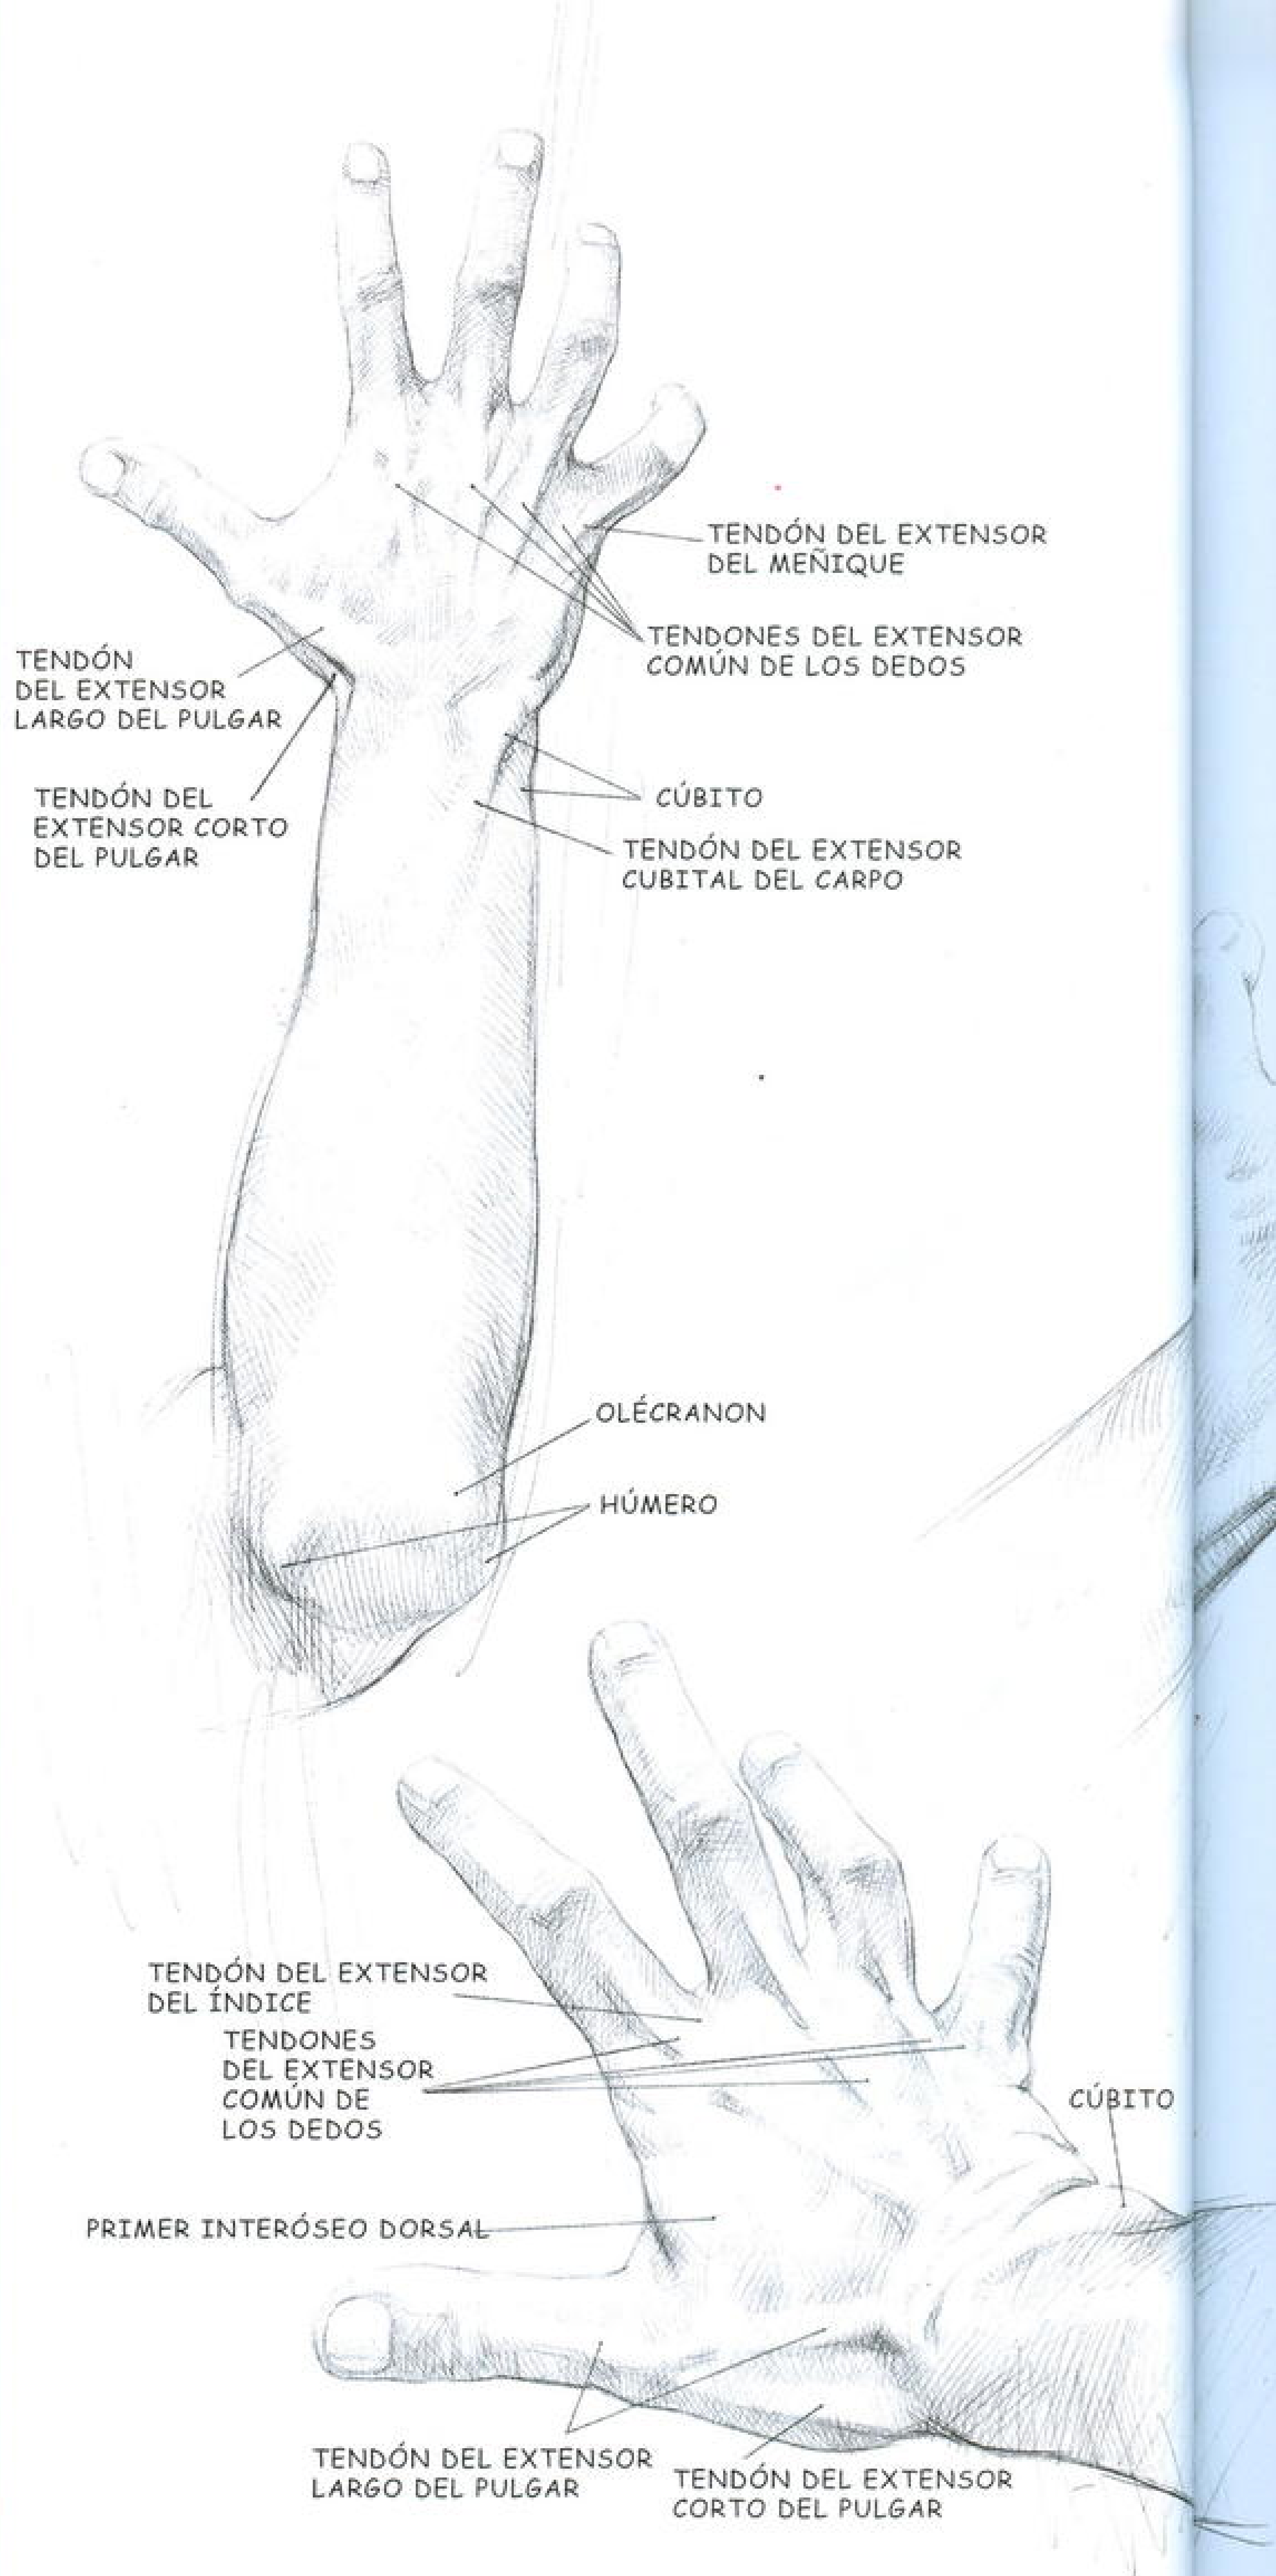 TENDÓN DEL EXTENSOR
DEL MEÑIQUE
TENDONES DEL EXTENSOR
COMÚN DE LOS DEDOS
TENDÓN
DEL EXTENSOR
LARGO DEL PULGAR
TENDÓN DEL
EXTENSOR CORTO
DEL PULGAR
CÚBITO
TENDÓN DEL EXTENSOR
CUBITAL DEL CARPO
OLÉCRANON
HÚMERO
TENDÓN DEL EXTENSOR
DEL ÍNDICE
TENDONES
DEL EXTENSOR
COMÚN DE
LOS DEDOS
CÚBITO
PRIMER INTERÓSEO DORSAL
TENDÓN DEL EXTENSOR
LARGO DEL PULGAR
TENDÓN DEL EXTENSOR
CORTO DEL PULGAR